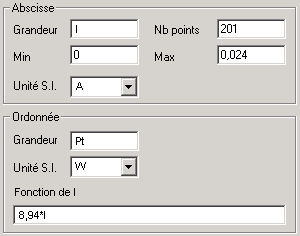 Abscisse
Grandeur I Nb points 201
Min 0 Max 0,024
Unité S.I. A
Ordonnée
Grandeur Pt
Unité S.I. W
Fonction de I
8,94*I